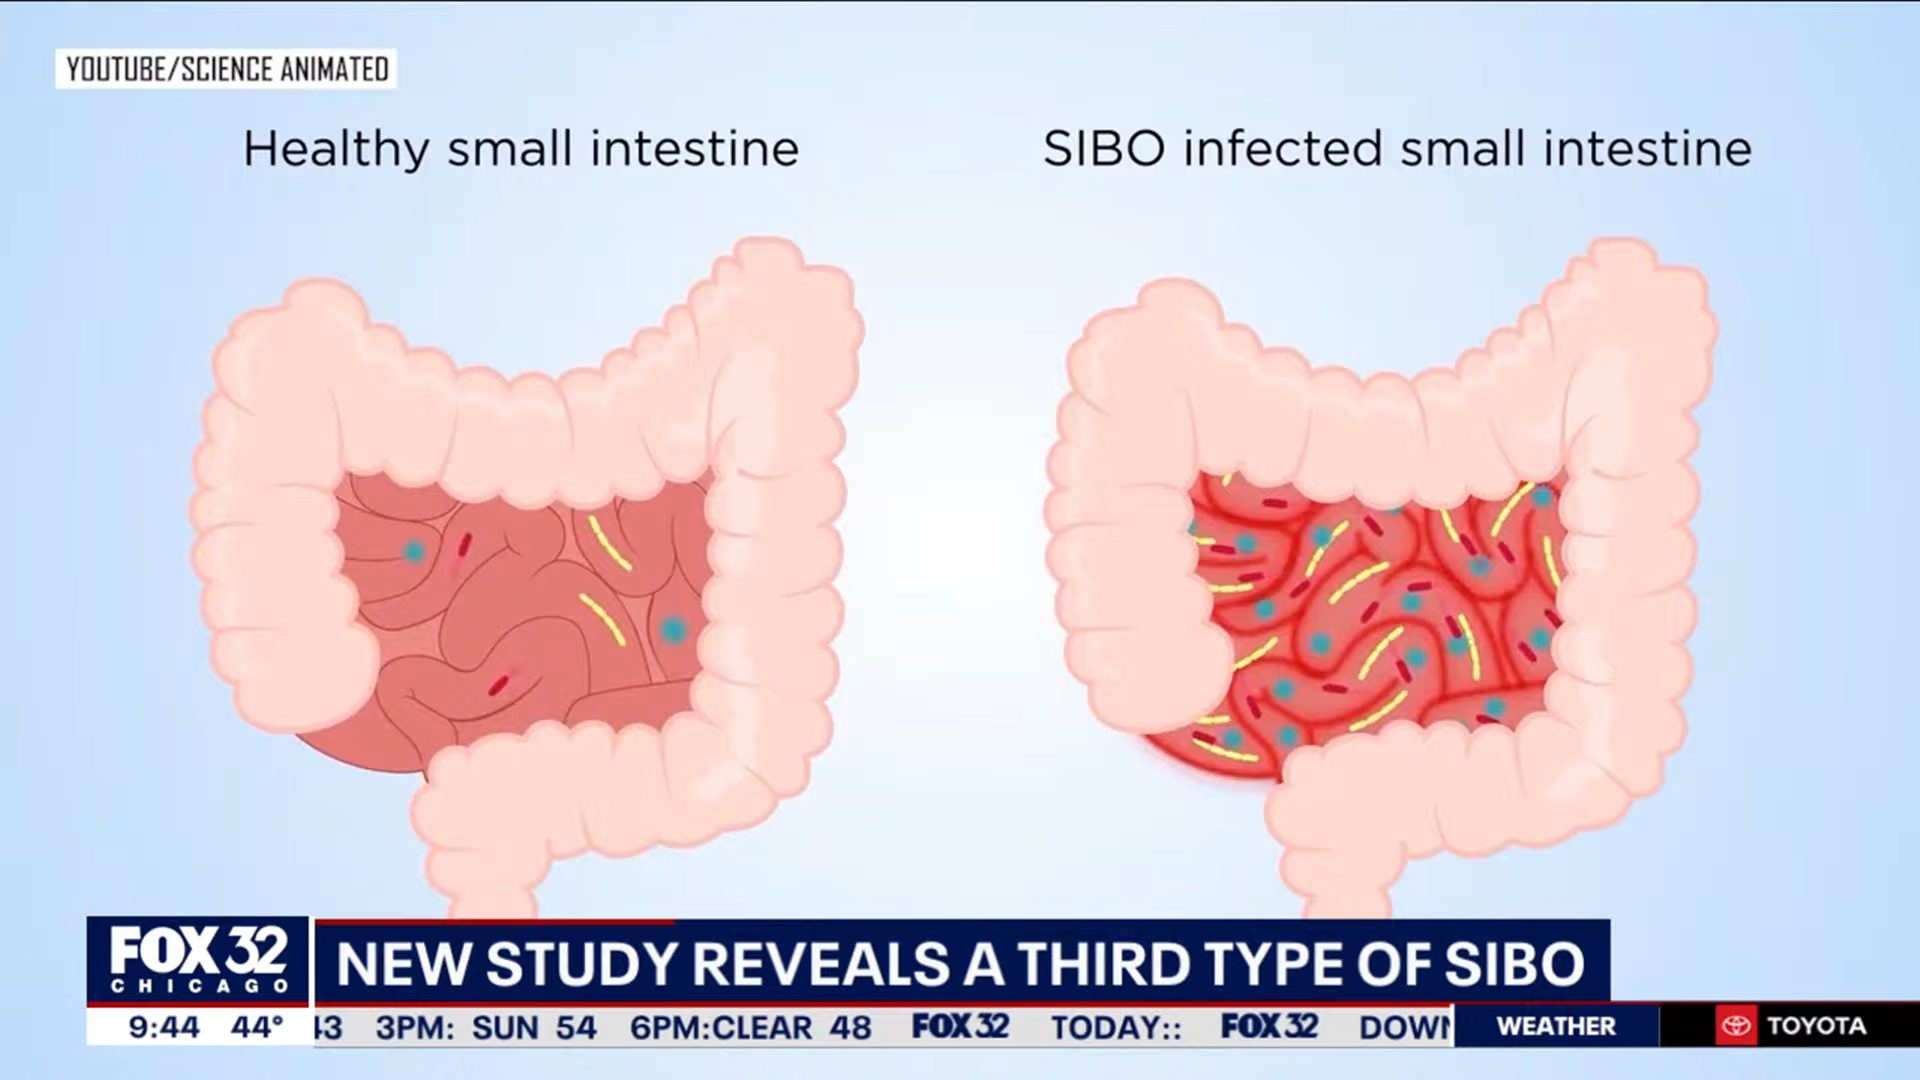 YOUTUBE/SCIENCE ANIMATED
Healthy small intestine
SIBO infected small intestine
FOX 32
CHICAGO
NEW STUDY REVEALS A THIRD TYPE OF SIBO
9:44 44° 3PM: SUN 54 6PM:CLEAR 48 FOX 32 TODAY:: FOX 32 WEATHER TOYOTA